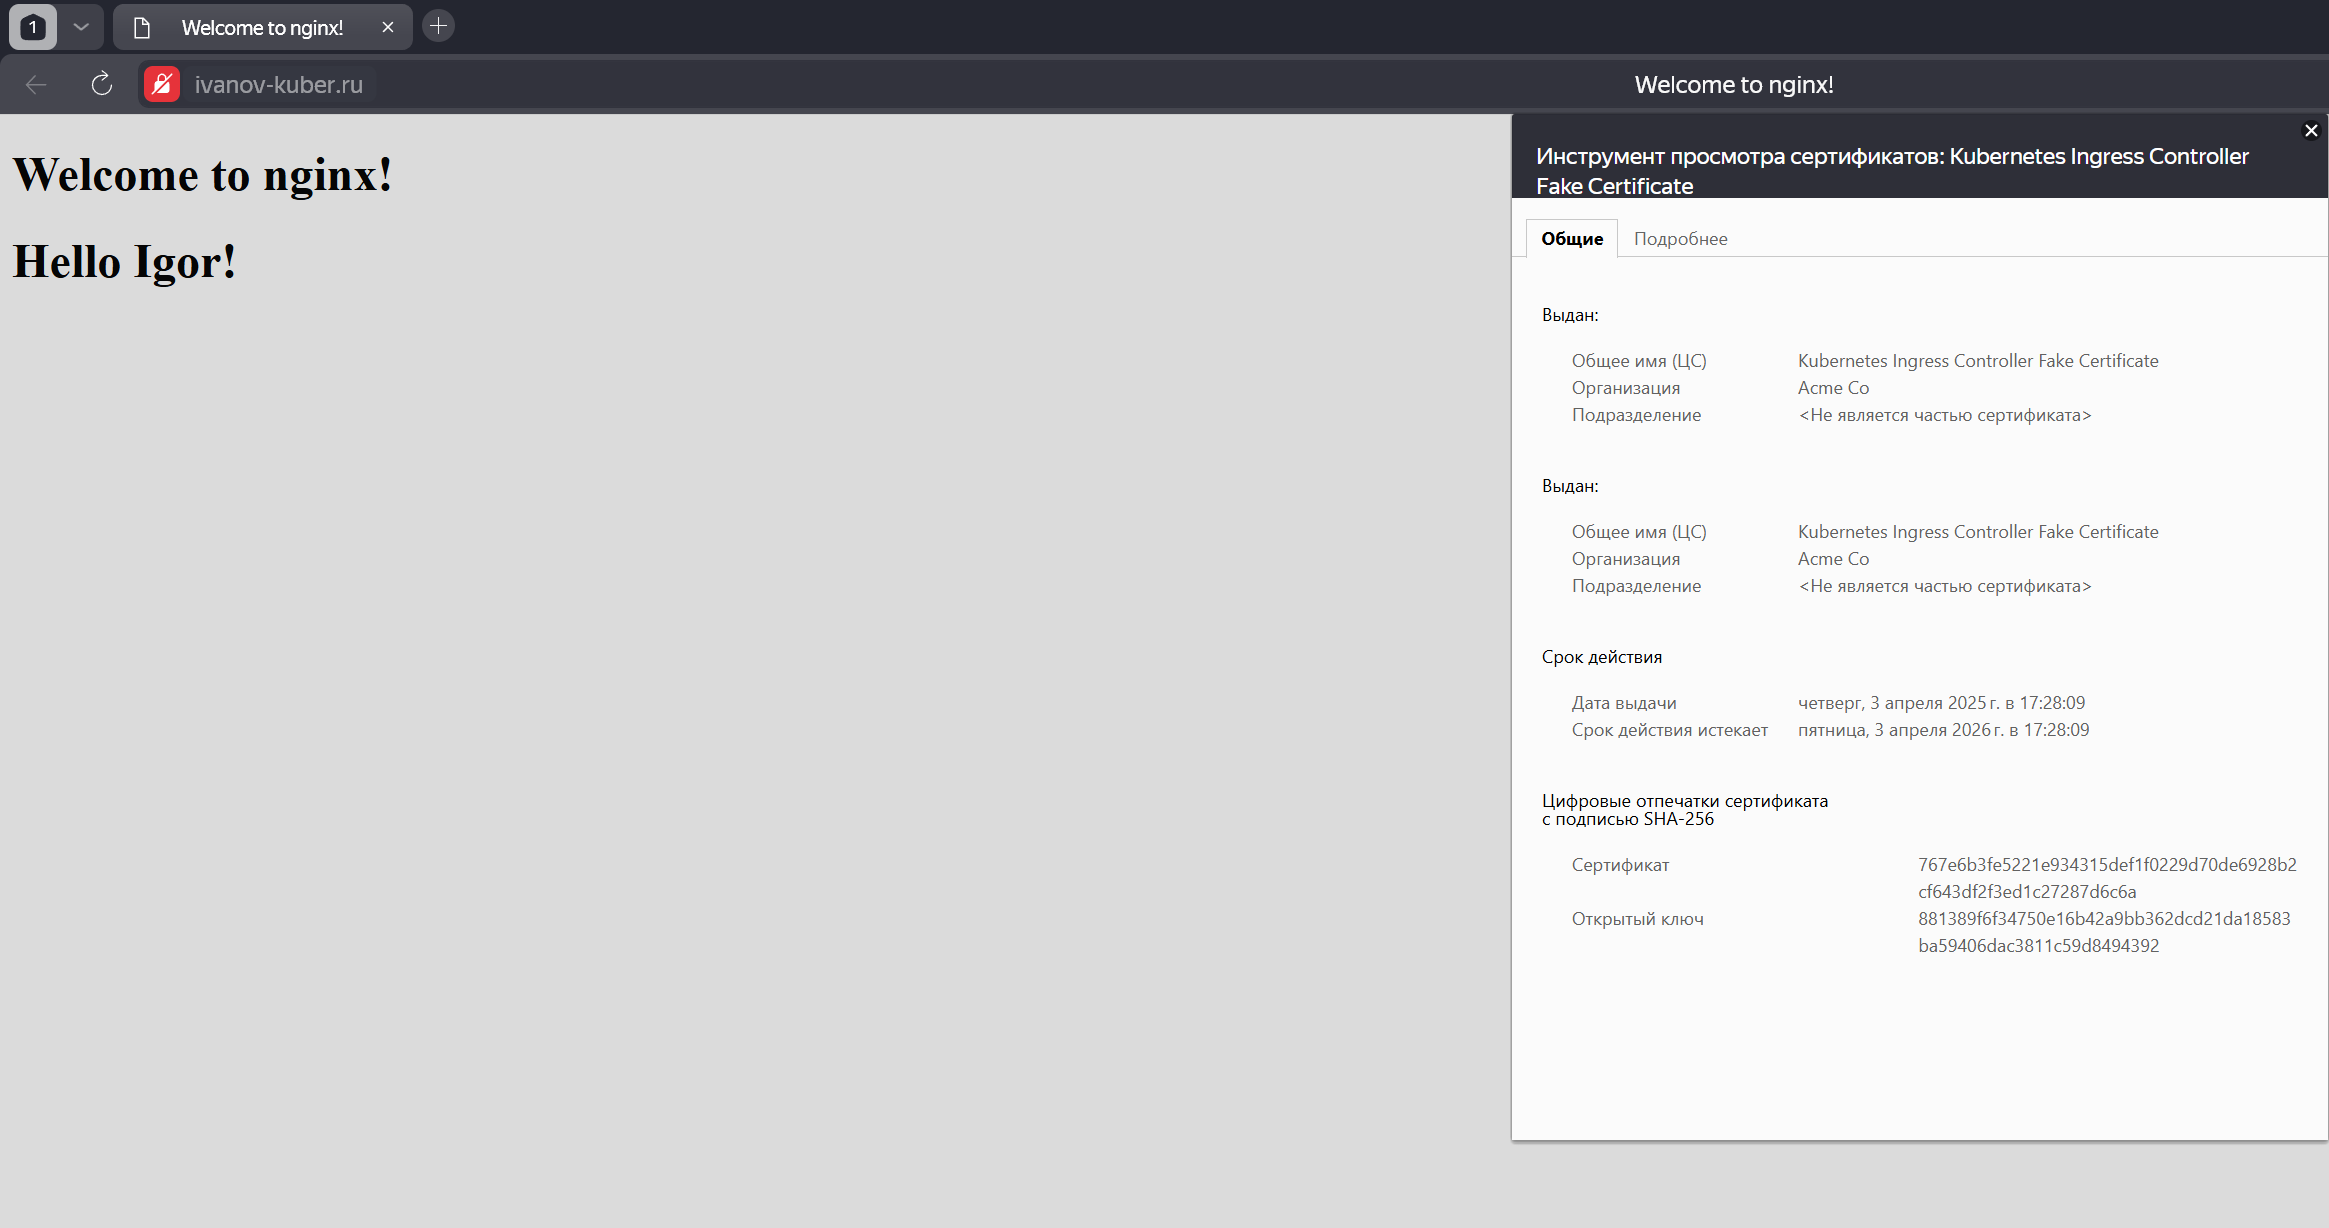 1
Welcome to nginx!
ivanov-kuber.ru
Welcome to nginx!
Welcome to nginx!
Hello Igor!
Инструмент просмотра сертификатов: Kubernetes Ingress Controller
Fake Certificate
Общие Подробнее
Выдан:
Общее имя (ЦС) Kubernetes Ingress Controller Fake Certificate
Организация Acme Co
Подразделение <Не является частью сертификата>
Выдан:
Общее имя (ЦС) Kubernetes Ingress Controller Fake Certificate
Организация Acme Co
Подразделение <Не является частью сертификата>
Срок действия
Дата выдачи четверг, 3 апреля 2025 г. в 17:28:09
Срок действия истекает пятница, 3 апреля 2026 г. в 17:28:09
Цифровые отпечатки сертификата
с подписью SHA-256
Сертификат 767e6b3fe5221e934315def1f0229d70de6928b2
cf643df2f3ed1c27287d6c6a
Открытый ключ 881389f6f34750e16b42a9bb362dcd21da18583
ba59406dac3811c59d8494392